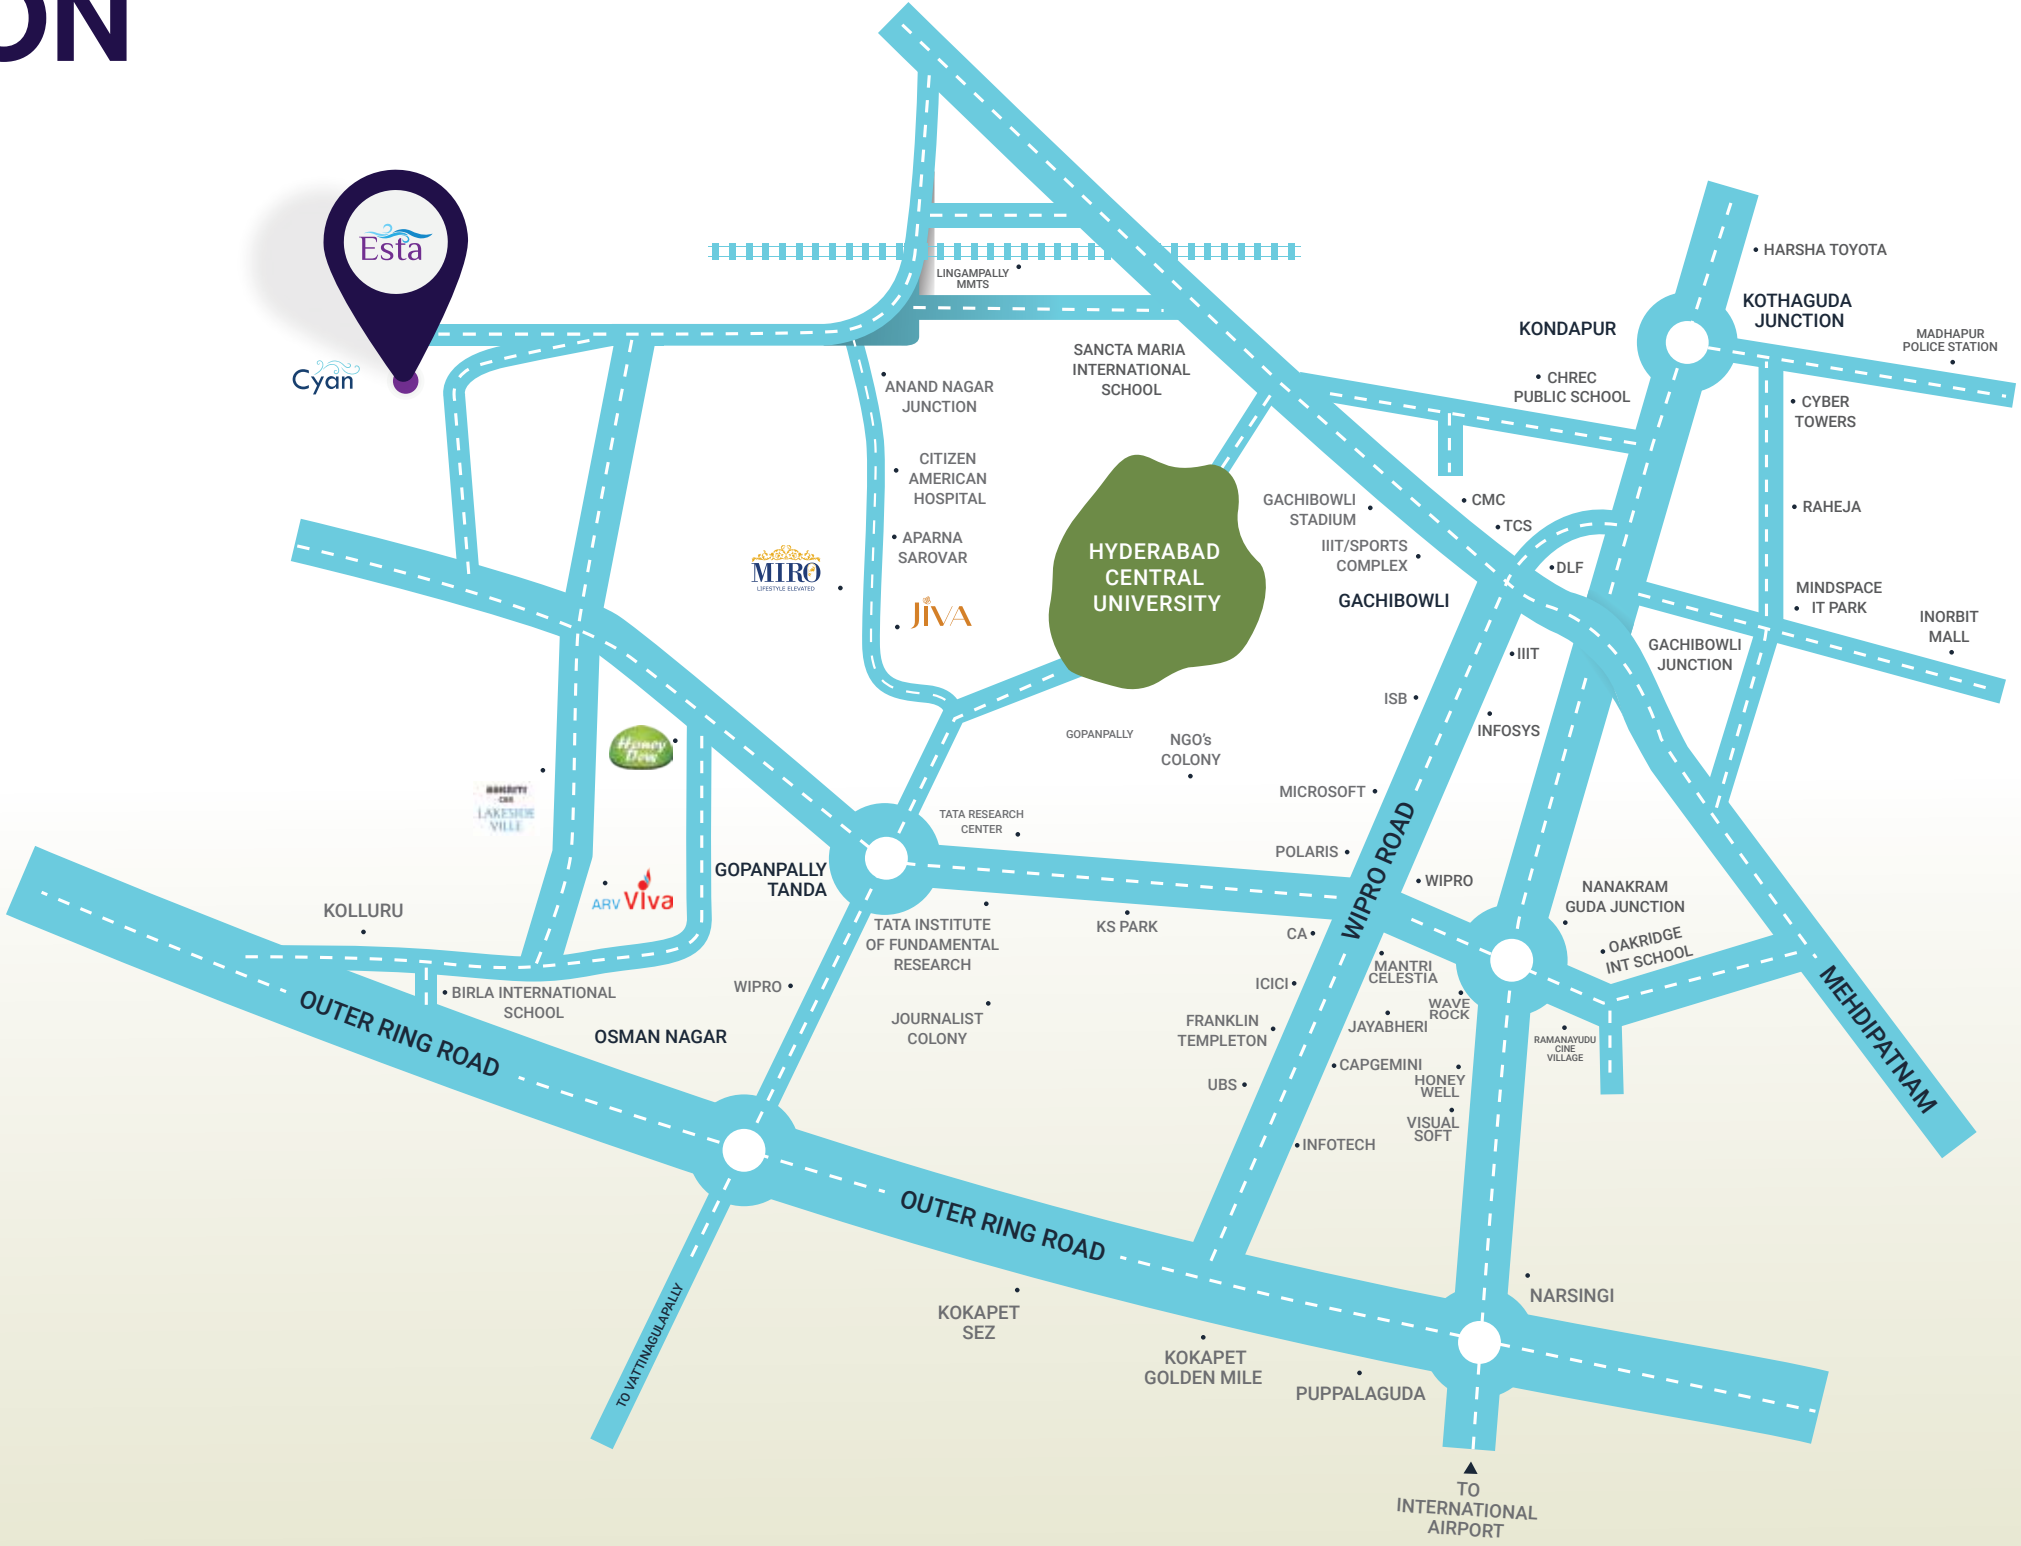 ON
Esta
Cyan
LINGAMPALLY
MMTS
HARSHA TOYOTA
KOTHAGUDA
JUNCTION
KONDAPUR
MADHAPUR
POLICE STATION
SANCTA MARIA
INTERNATIONAL
SCHOOL
CHREC
PUBLIC SCHOOL
CYBER
TOWERS
ANAND NAGAR
JUNCTION
CITIZEN
AMERICAN
HOSPITAL
APARNA
SAROVAR
MIRO
LIFESTYLE ELEVATED
JIVA
HYDERABAD
CENTRAL
UNIVERSITY
GACHIBOWLI
STADIUM
IIIT/SPORTS
COMPLEX
GACHIBOWLI
CMC
TCS
DLF
RAHEJA
MINDSPACE
IT PARK
INORBIT
MALL
GACHIBOWLI
JUNCTION
IIIT
ISB
INFOSYS
GOPANPALLY
NGO's
COLONY
MICROSOFT
POLARIS
WIPRO ROAD
WIPRO
Honey
Dew
LAKESIDE
VILLE
ARV Viva
GOPANPALLY
TANDA
TATA RESEARCH
CENTER
TATA INSTITUTE
OF FUNDAMENTAL
RESEARCH
KS PARK
CA
NANAKRAM
GUDA JUNCTION
OAKRIDGE
INT SCHOOL
MANTRI
CELESTIA
WAVE
ROCK
ICICI
JAYABHERI
FRANKLIN
TEMPLETON
CAPGEMINI
HONEY
WELL
RAMANAYUDU
CINE
VILLAGE
MEHDIPATNAM
UBS
VISUAL
SOFT
INFOTECH
KOLLURU
BIRLA INTERNATIONAL
SCHOOL
OUTER RING ROAD
OSMAN NAGAR
WIPRO
JOURNALIST
COLONY
OUTER RING ROAD
TO VATTINAGULAPALLY
KOKAPET
SEZ
KOKAPET
GOLDEN MILE
PUPPALAGUDA
NARSINGI
TO
INTERNATIONAL
AIRPORT